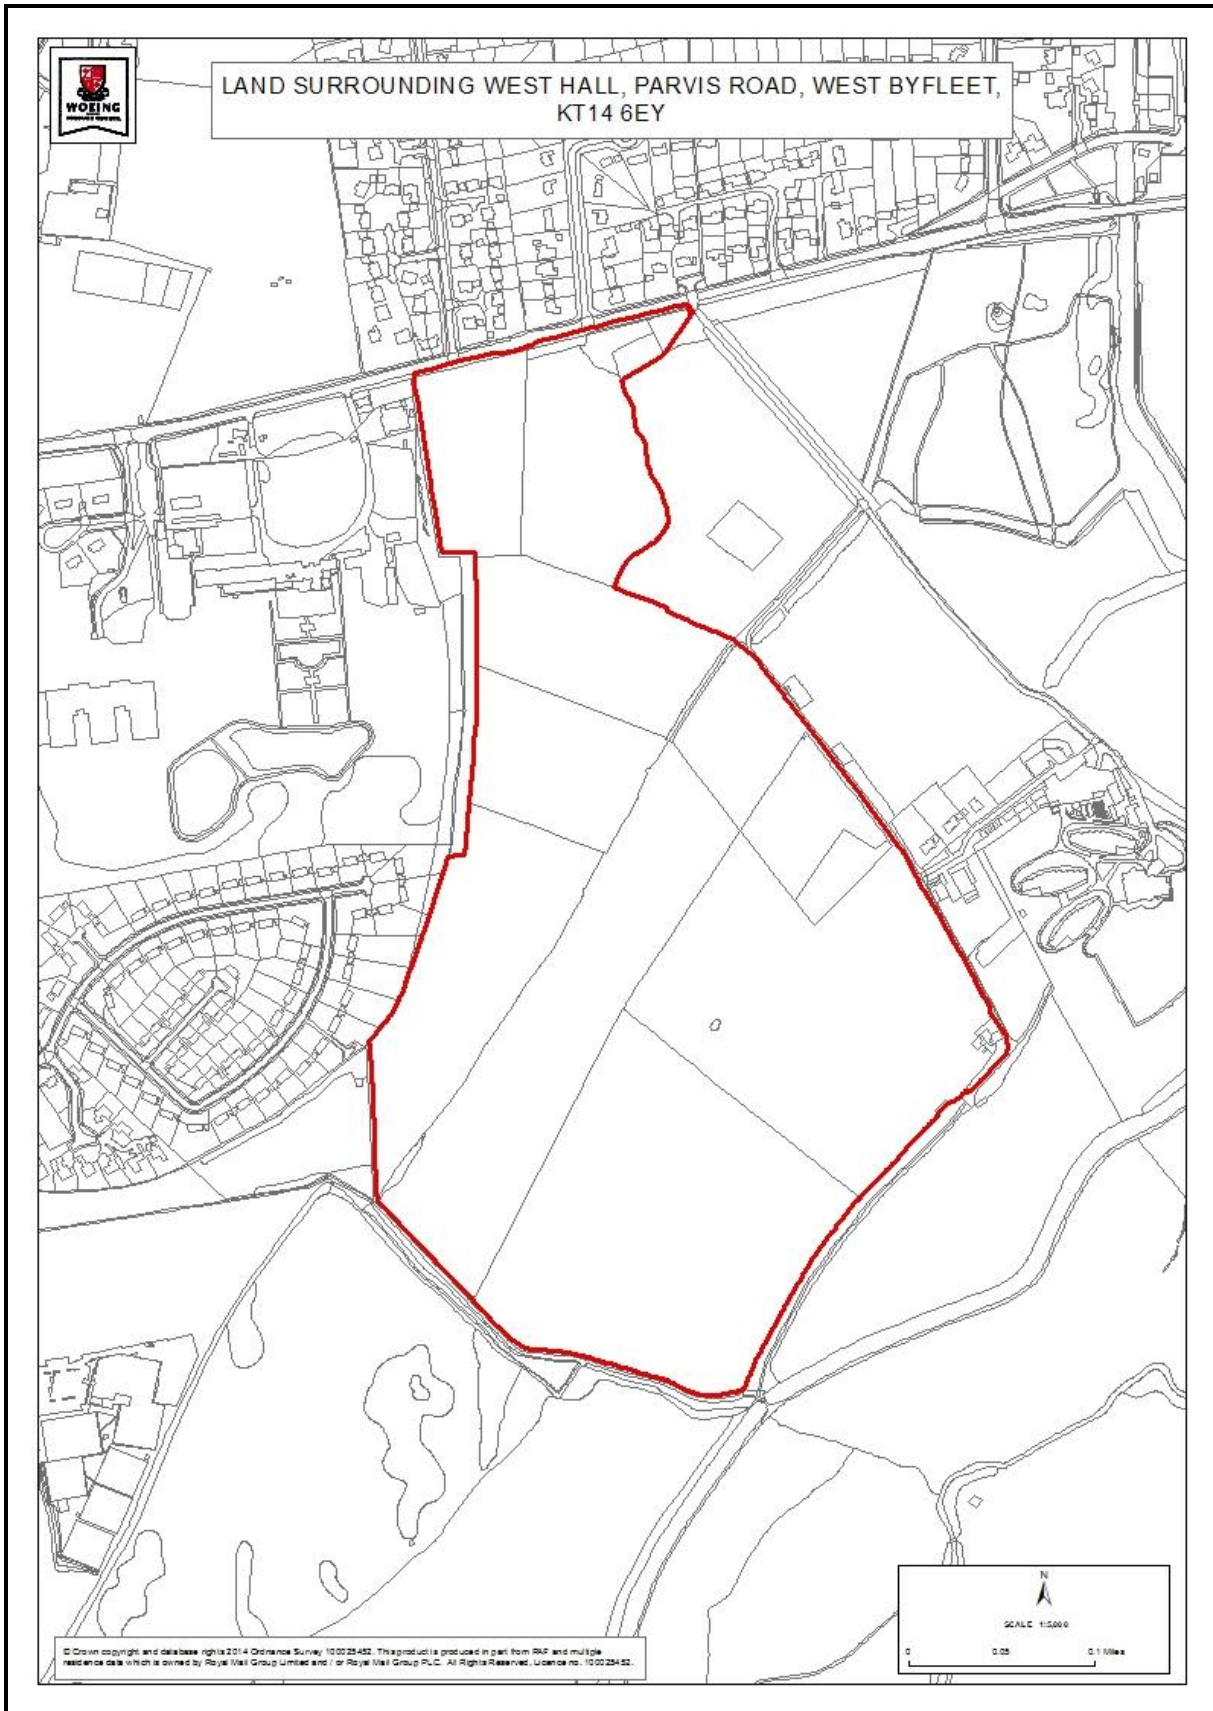 WOKING
BOROUGH COUNCIL
LAND SURROUNDING WEST HALL, PARVIS ROAD, WEST BYFLEET,
KT14 6EY
N
SCALE 1:5,000
0 0.05 0.1 Miles
© Crown copyright and database rights 2014 Ordnance Survey 100025452. This product is produced in part from PAF and multiple
residence data which is owned by Royal Mail Group Limited and / or Royal Mail Group PLC. All Rights Reserved, Licence no. 100025452.